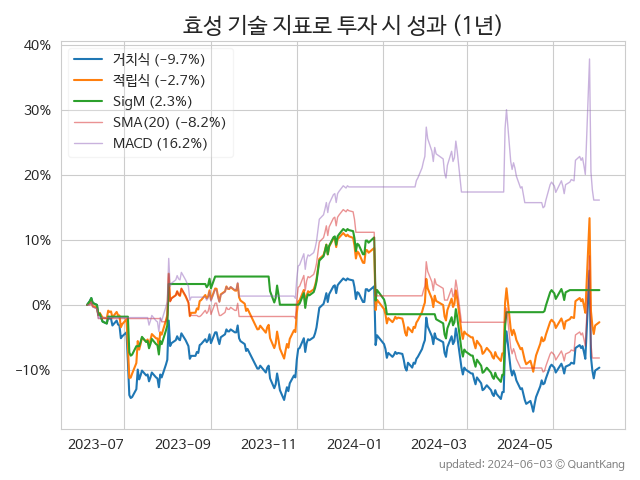 효성 기술 지표로 투자 시 성과 (1년)
40%
30%
20%
10%
0%
−10%
거치식 (−9.7%)
적립식 (−2.7%)
SigM (2.3%)
SMA(20) (−8.2%)
MACD (16.2%)
2023-07
2023-09
2023-11
2024-01
2024-03
2024-05
updated: 2024-06-03 © QuantKang